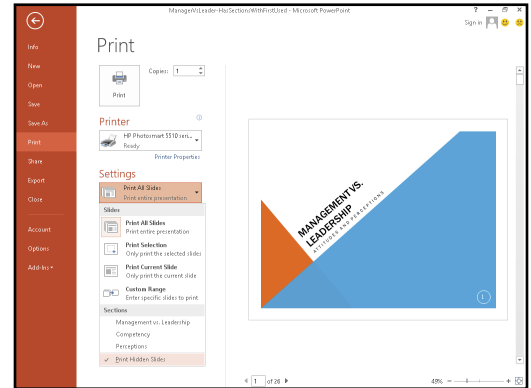 ManagerVsLeader-HasSectionsWithFirstUsed - Microsoft PowerPoint
Sign in
Info
New
Open
Save
Save As
Print
Share
Export
Close
Account
Options
Add-Ins
Print
Copies: 1
Print
Printer
HP Photosmart 5510 seri...
Ready
Printer Properties
Settings
Print All Slides
Print entire presentation
Slides
Print All Slides
Print entire presentation
Print Selection
Only print the selected slides
Print Current Slide
Only print the current slide
Custom Range
Enter specific slides to print
Sections
Management vs. Leadership
Competency
Perceptions
Print Hidden Slides
MANAGEMENT VS.
LEADERSHIP
ATTITUDES AND PERCEPTIONS
1
1 of 26
49%